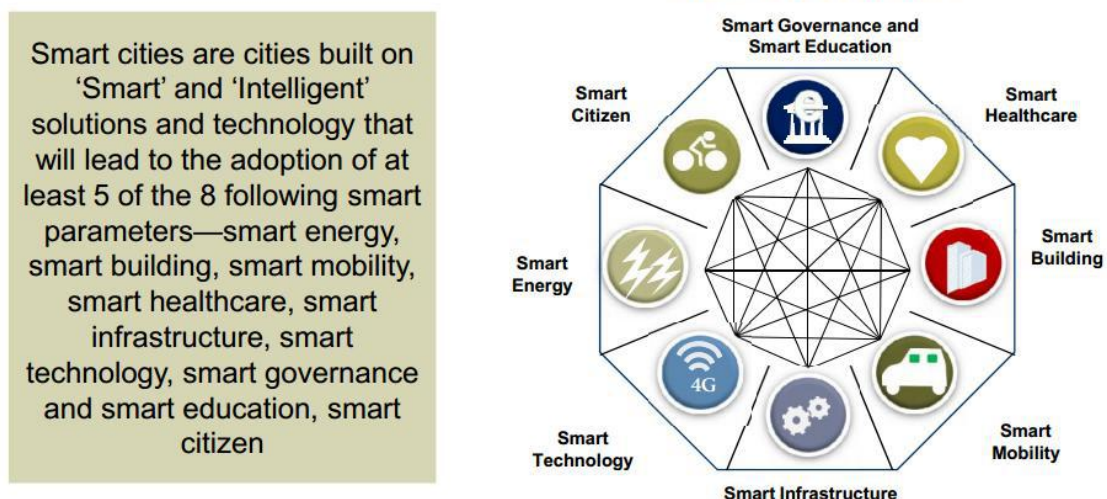 Smart cities are cities built on
‘Smart’ and ‘Intelligent’
solutions and technology that
will lead to the adoption of at
least 5 of the 8 following smart
parameters—smart energy,
smart building, smart mobility,
smart healthcare, smart
infrastructure, smart
technology, smart governance
and smart education, smart
citizen
Smart Governance and
Smart Education
Smart
Citizen
Smart
Healthcare
e
Smart
Energy
Smart
Building
4G
Smart
Technology
Smart
Mobility
Smart Infrastructure